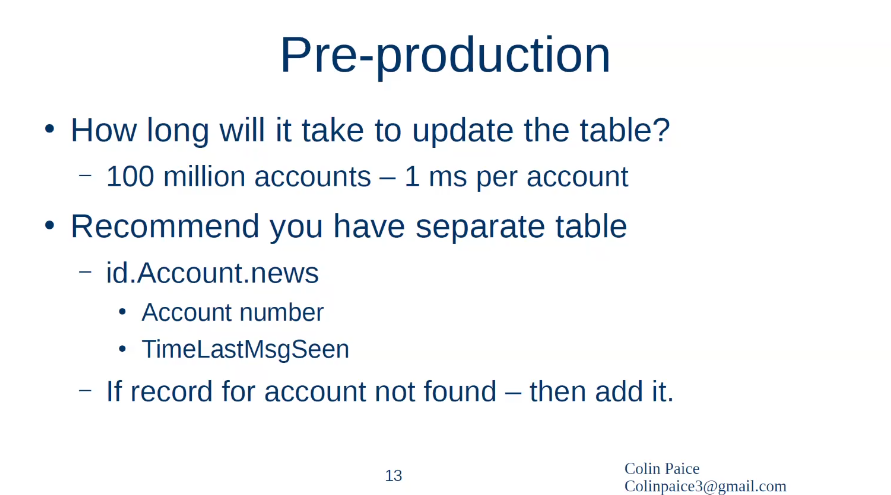 Pre-production
• How long will it take to update the table?
– 100 million accounts – 1 ms per account
• Recommend you have separate table
– id.Account.news
• Account number
• TimeLastMsgSeen
– If record for account not found – then add it.
13
Colin Paice
Colinpaice3@gmail.com